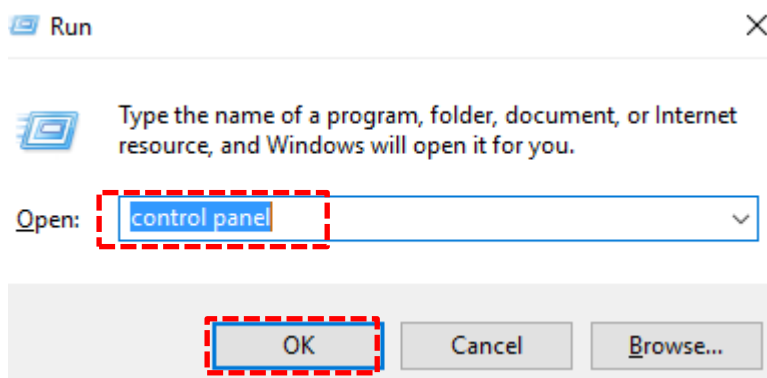 Run
Type the name of a program, folder, document, or Internet
resource, and Windows will open it for you.
Open: control panel
OK Cancel Browse...